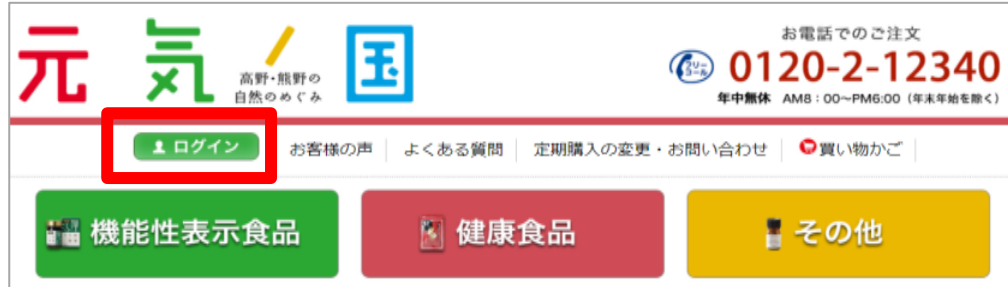 元気ノ国
高野・熊野の
自然のめぐみ
お電話でのご注文
フリーコール
0120-2-12340
年中無休 AM8:00~PM6:00(年末年始を除く)
ログイン お客様の声 よくある質問 定期購入の変更・お問い合わせ 買い物かご
機能性表示食品 健康食品 その他